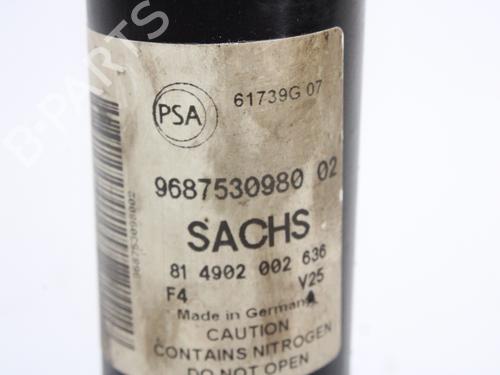 B-PARTS
PSA
61739G 07
9687530980 02
968753098002
SACHS
81 4902 002 636
F4 V25
Made in Germany
CAUTION
CONTAINS NITROGEN
DO NOT OPEN